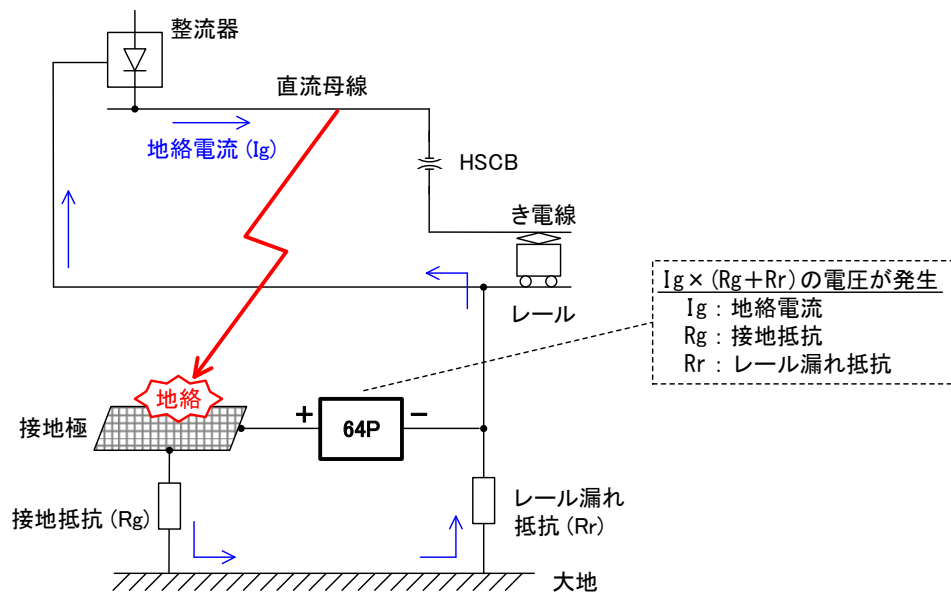 整流器
直流母線
地絡電流(Ig)
HSCB
き電線
レール
Ig×(Rg+Rr)の電圧が発生
Ig:地絡電流
Rg:接地抵抗
Rr:レール漏れ抵抗
地絡
接地極
+
64P
−
接地抵抗(Rg)
レール漏れ
抵抗(Rr)
大地